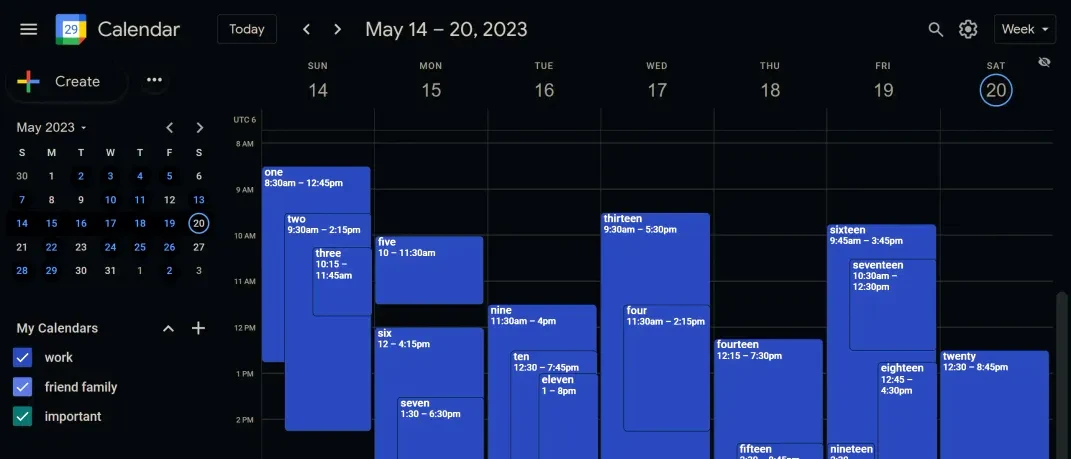 29 Calendar Today May 14 – 20, 2023 Week
Create
SUN MON TUE WED THU FRI SAT
14 15 16 17 18 19 20
UTC 6
May 2023
S M T W T F S
30 1 2 3 4 5 6
7 8 9 10 11 12 13
14 15 16 17 18 19 20
21 22 23 24 25 26 27
28 29 30 31 1 2 3
My Calendars
work
friend family
important
8 AM
9 AM
10 AM
11 AM
12 PM
1 PM
2 PM
one
8:30am – 12:45pm
two
9:30am – 2:15pm
three
10:15 –
11:45am
five
10 – 11:30am
six
12 – 4:15pm
seven
1:30 – 6:30pm
nine
11:30am – 4pm
ten
12:30 – 7:45pm
eleven
1 – 8pm
thirteen
9:30am – 5:30pm
four
11:30am – 2:15pm
fourteen
12:15 – 7:30pm
fifteen
sixteen
9:45am – 3:45pm
seventeen
10:30am –
12:30pm
eighteen
12:45 –
4:30pm
nineteen
twenty
12:30 – 8:45pm